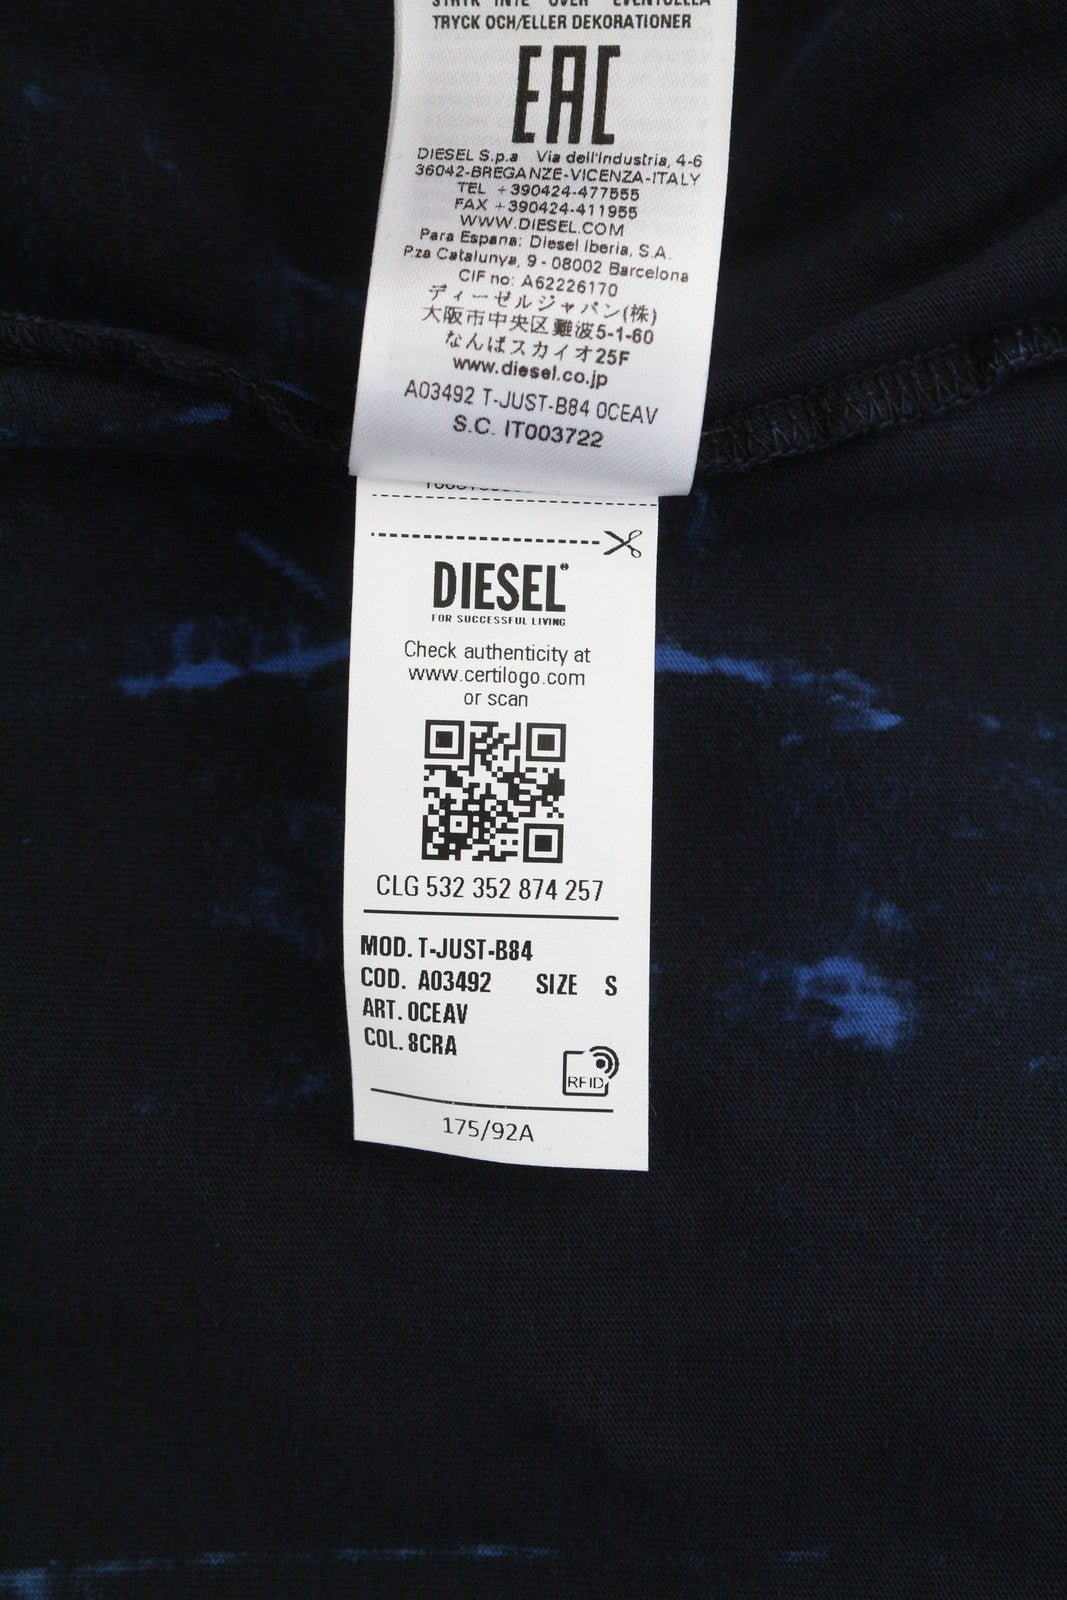 STRYK INTE ÖVER EVENTUELLA
TRYCK OCH/ELLER DEKORATIONER
EAC
DIESEL S.p.a Via dell'Industria, 4-6
36042-BREGANZE-VICENZA-ITALY
TEL +390424-477555
FAX +390424-411955
WWW.DIESEL.COM
Para Espana: Diesel Iberia, S.A.
P.za Catalunya, 9 - 08002 Barcelona
CIF no: A62226170
ディーゼルジャパン(株)
大阪市中央区難波5-1-60
なんばスカイオ25F
www.diesel.co.jp
A03492 T-JUST-B84 0CEAV
S.C. IT003722
DIESEL®
FOR SUCCESSFUL LIVING
Check authenticity at
www.certilogo.com
or scan
CLG 532 352 874 257
MOD. T-JUST-B84
COD. A03492 SIZE S
ART. 0CEAV
COL. 8CRA
RFID
175/92A